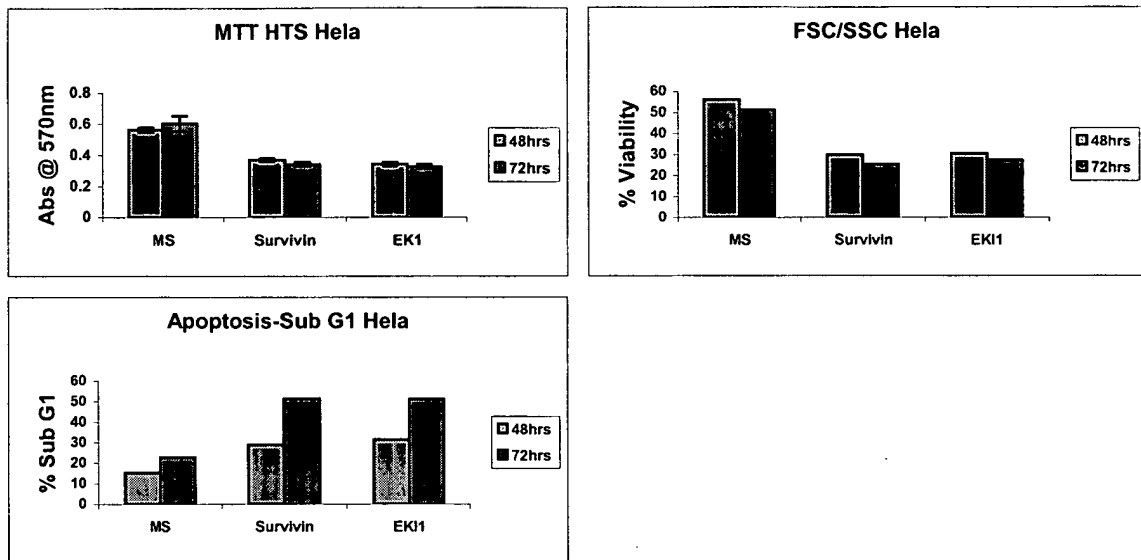 MTT HTS Hela
Abs @ 570nm
0.8
0.6
0.4
0.2
0
MS
Survivin
EK1
48hrs
72hrs
FSC/SSC Hela
% Viability
60
50
40
30
20
10
0
MS
Survivin
EKI1
48hrs
72hrs
Apoptosis-Sub G1 Hela
% Sub G1
60
50
40
30
20
10
0
MS
Survivin
EKI1
48hrs
72hrs